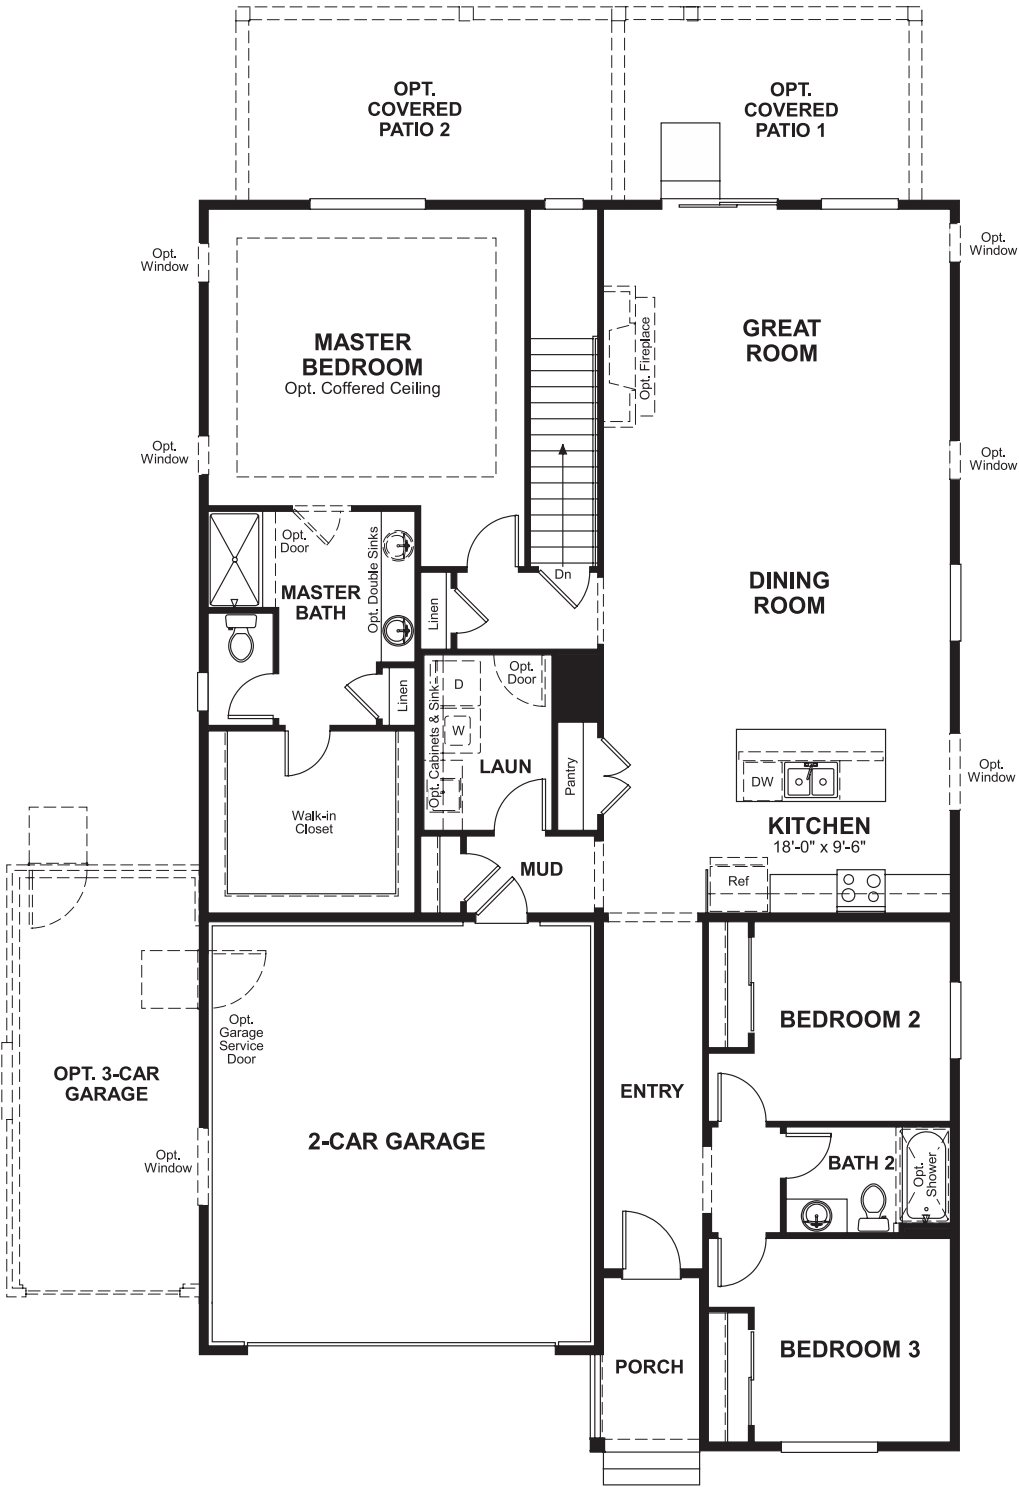 OPT.
COVERED
PATIO 2
OPT.
COVERED
PATIO 1
Opt.
Window
Opt.
Window
MASTER
BEDROOM
Opt. Coffered Ceiling
GREAT
ROOM
Opt. Fireplace
Opt.
Window
Opt.
Window
Opt.
Door
Opt. Double Sinks
MASTER
BATH
Linen
Dn
DINING
ROOM
Linen
Opt. Cabinets & Sink
D
W
Opt.
Door
LAUN
Pantry
DW
Opt.
Window
KITCHEN
18'-0" x 9'-6"
Ref
Walk-in
Closet
MUD
Opt.
Garage
Service
Door
OPT. 3-CAR
GARAGE
Opt.
Window
2-CAR GARAGE
ENTRY
BEDROOM 2
BATH 2
Opt.
Shower
BEDROOM 3
PORCH